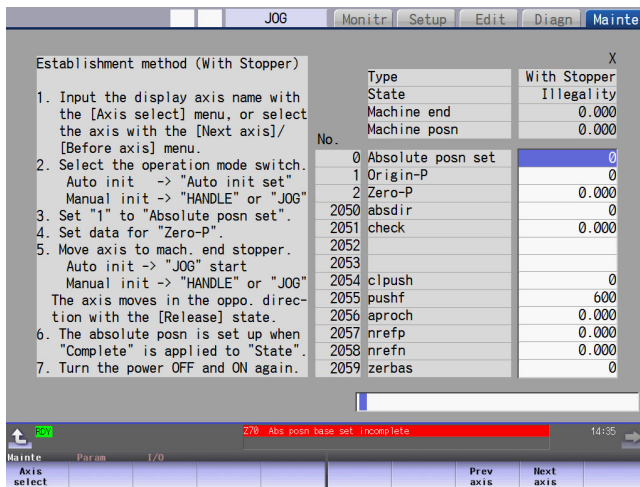 JOG Monitr Setup Edit Diagn Mainte
Establishment method (With Stopper)
1. Input the display axis name with
the [Axis select] menu, or select
the axis with the [Next axis]/
[Before axis] menu.
2. Select the operation mode switch.
Auto init -> "Auto init set"
Manual init -> "HANDLE" or "JOG"
3. Set "1" to "Absolute posn set".
4. Set data for "Zero-P".
5. Move axis to mach. end stopper.
Auto init -> "JOG" start
Manual init -> "HANDLE" or "JOG"
The axis moves in the oppo. direc-
tion with the [Release] state.
6. The absolute posn is set up when
"Complete" is applied to "State".
7. Turn the power OFF and ON again.
X
Type With Stopper
State Illegality
Machine end 0.000
Machine posn 0.000
No.
0 Absolute posn set 0
1 Origin-P 0
2 Zero-P 0.000
2050 absdir 0
2051 check 0.000
2052
2053
2054 clpush 0
2055 pushf 600
2056 aproch 0.000
2057 nrefp 0.000
2058 nrefn 0.000
2059 zerbas 0
RDY Z70 Abs posn base set incomplete 14:35
Mainte Param I/O
Axis select Prev axis Next axis